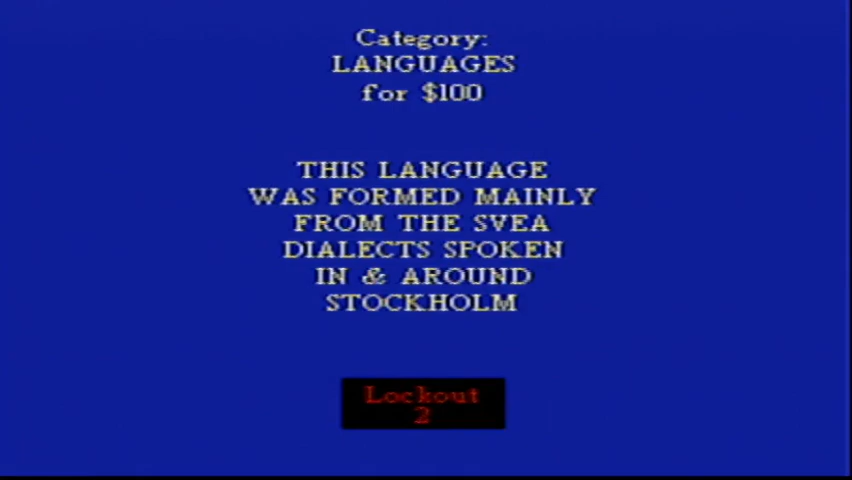 Category:
LANGUAGES
for $100
THIS LANGUAGE
WAS FORMED MAINLY
FROM THE SVEA
DIALECTS SPOKEN
IN & AROUND
STOCKHOLM
Lockout
2